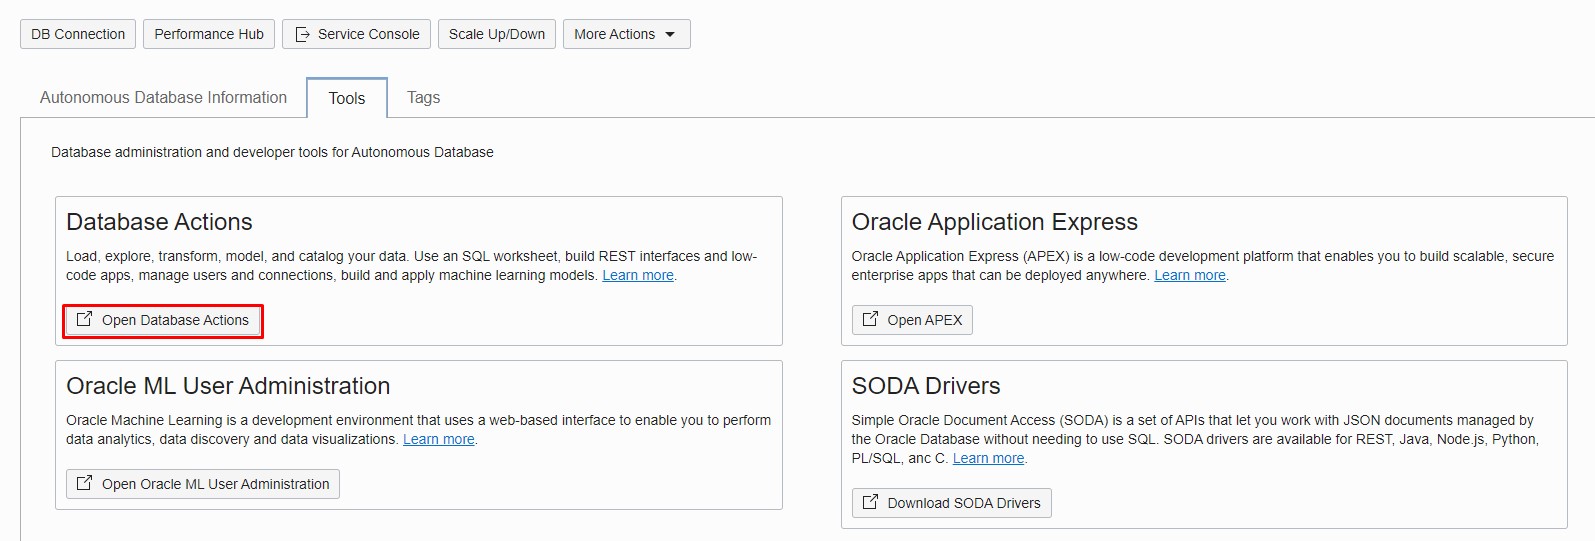 DB Connection
Performance Hub
Service Console
Scale Up/Down
More Actions
Autonomous Database Information
Tools
Tags
Database administration and developer tools for Autonomous Database
Database Actions
Load, explore, transform, model, and catalog your data. Use an SQL worksheet, build REST interfaces and low-
code apps, manage users and connections, build and apply machine learning models. Learn more.
Open Database Actions
Oracle Application Express
Oracle Application Express (APEX) is a low-code development platform that enables you to build scalable, secure
enterprise apps that can be deployed anywhere. Learn more.
Open APEX
Oracle ML User Administration
Oracle Machine Learning is a development environment that uses a web-based interface to enable you to perform
data analytics, data discovery and data visualizations. Learn more.
Open Oracle ML User Administration
SODA Drivers
Simple Oracle Document Access (SODA) is a set of APIs that let you work with JSON documents managed by
the Oracle Database without needing to use SQL. SODA drivers are available for REST, Java, Node.js, Python,
PL/SQL, anc C. Learn more.
Download SODA Drivers